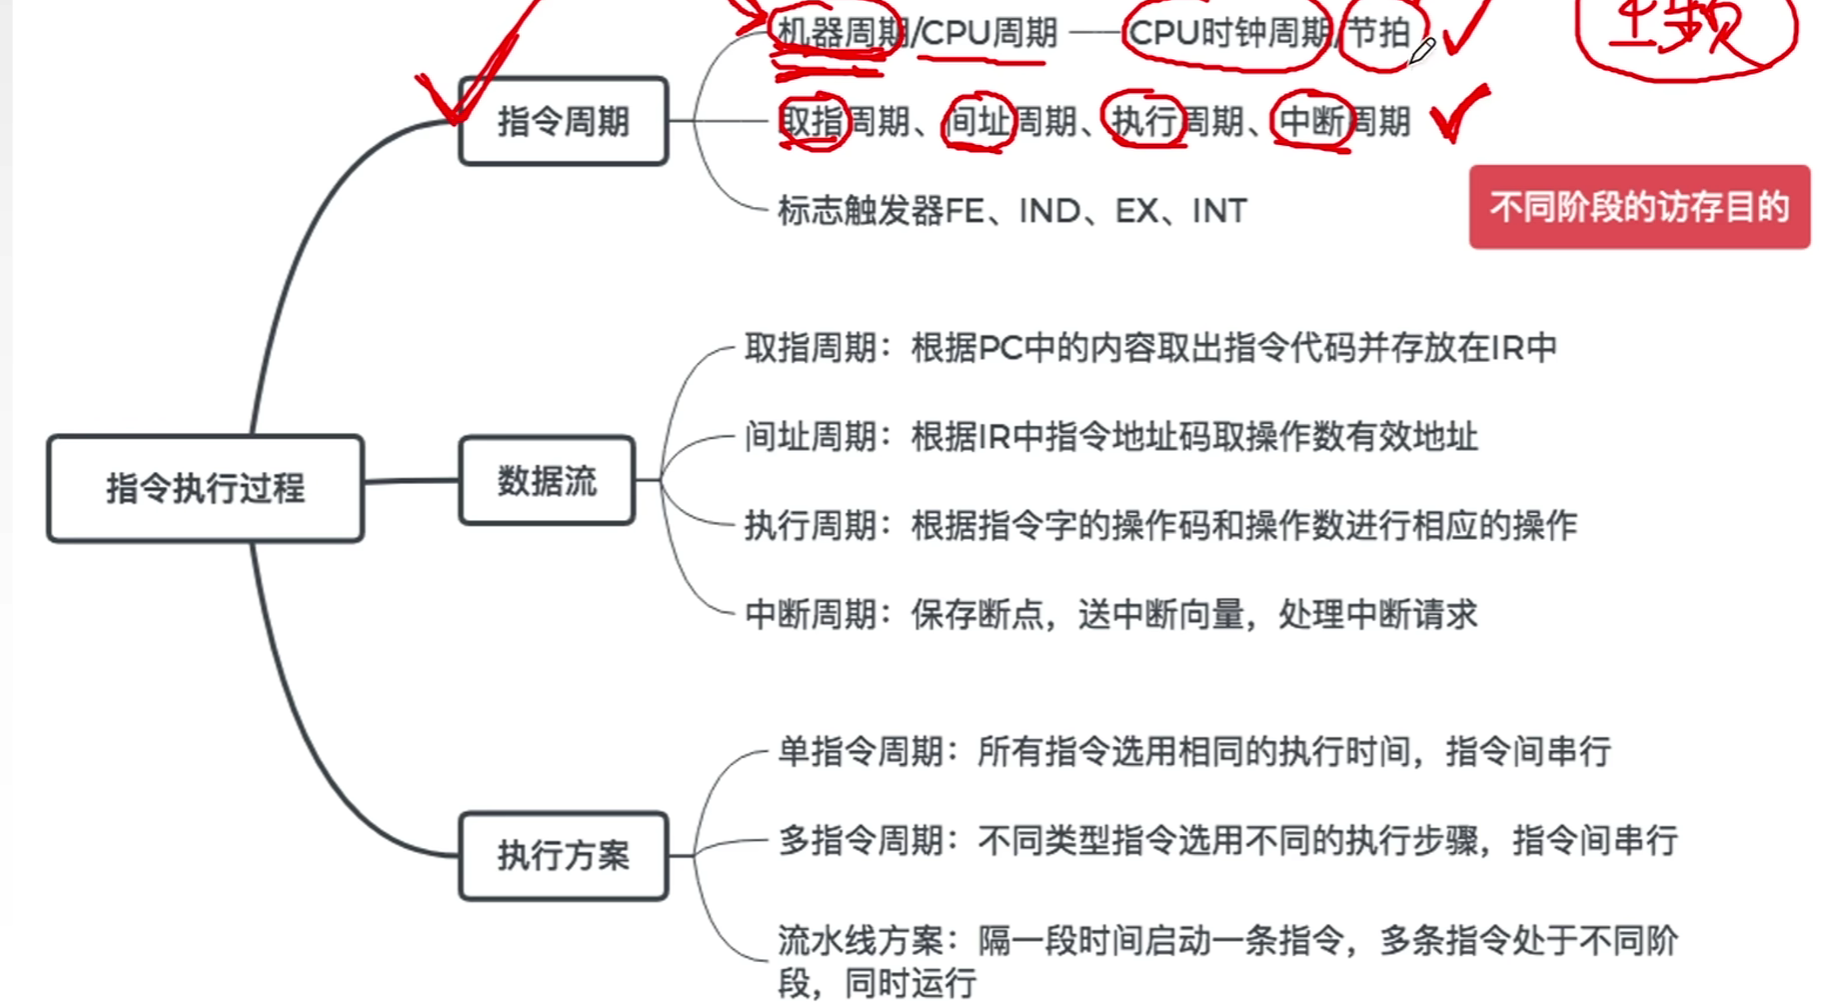 机器周期/CPU周期 — CPU时钟周期/节拍
主频
指令周期
取指周期、间址周期、执行周期、中断周期
标志触发器FE、IND、EX、INT
不同阶段的访存目的
取指周期：根据PC中的内容取出指令代码并存放在IR中
间址周期：根据IR中指令地址码取操作数有效地址
指令执行过程
数据流
执行周期：根据指令字的操作码和操作数进行相应的操作
中断周期：保存断点，送中断向量，处理中断请求
单指令周期：所有指令选用相同的执行时间，指令间串行
执行方案
多指令周期：不同类型指令选用不同的执行步骤，指令间串行
流水线方案：隔一段时间启动一条指令，多条指令处于不同阶
段，同时运行